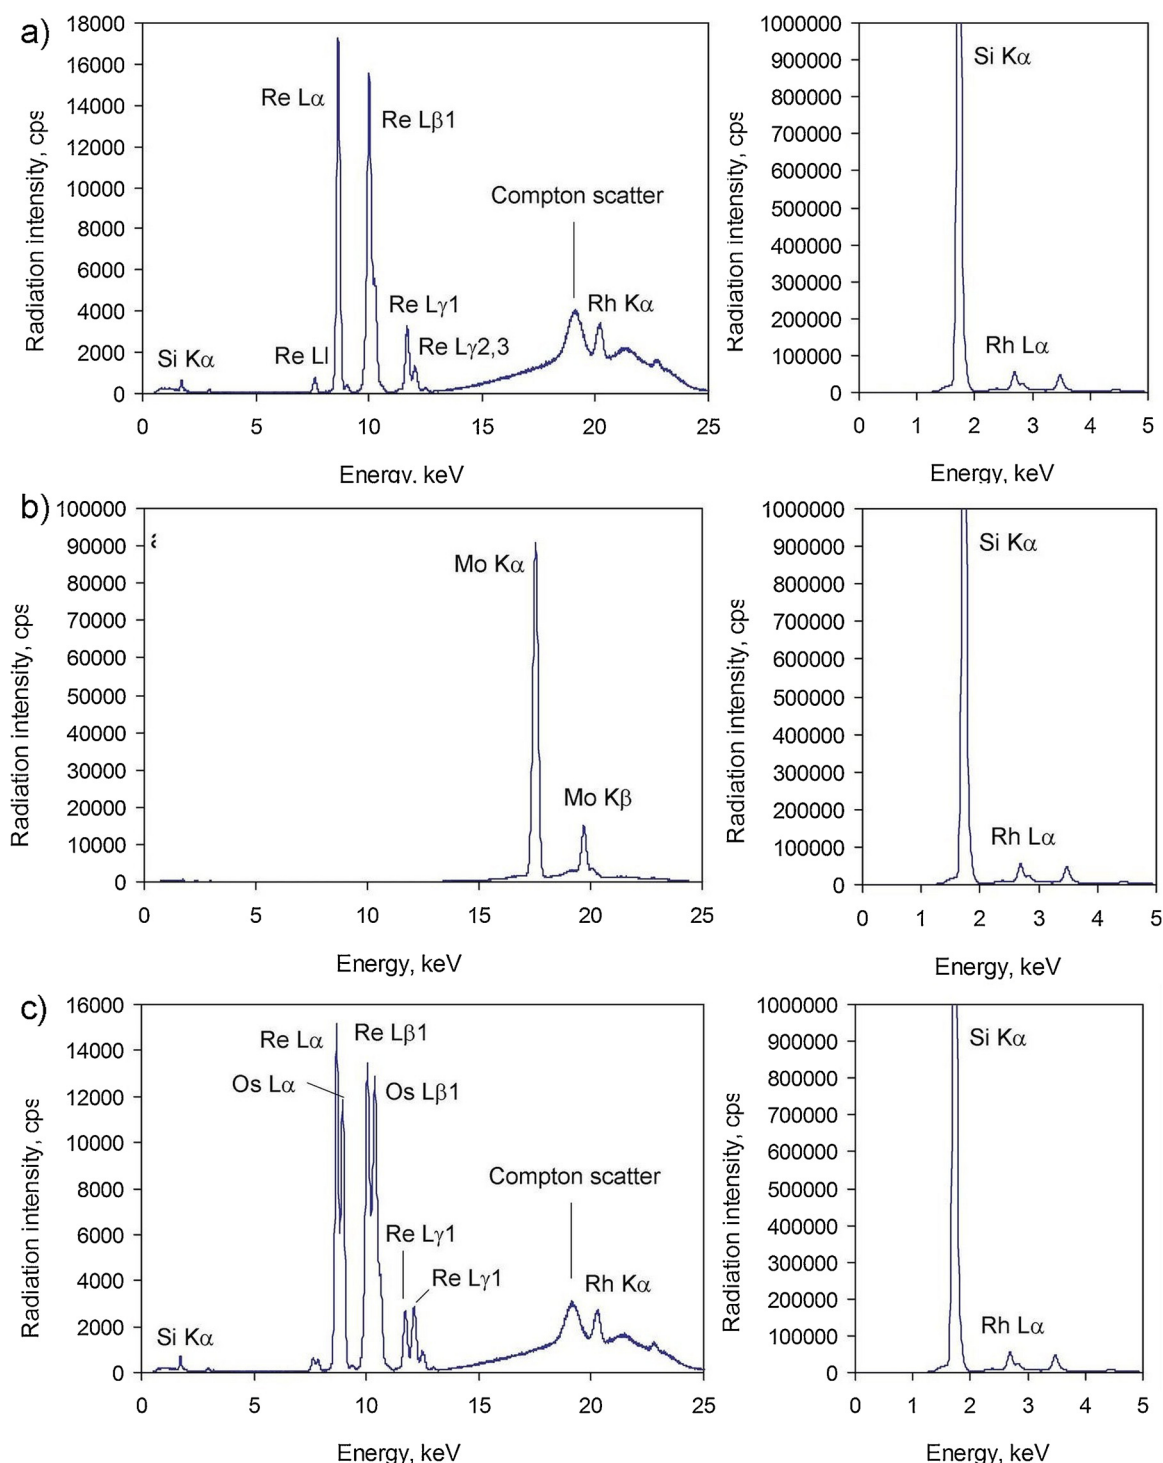 a)
18000
16000
14000
12000
10000
8000
6000
4000
2000
0
Radiation intensity, cps
Re Lα
Re Lβ1
Compton scatter
Re Lγ1
Rh Kα
Re Lγ2,3
Re Ll
Si Kα
0 5 10 15 20 25
Energy, keV
1000000
900000
800000
700000
600000
500000
400000
300000
200000
100000
0
Radiation intensity, cps
Si Kα
Rh Lα
0 1 2 3 4 5
Energy, keV
b)
100000
90000
80000
70000
60000
50000
40000
30000
20000
10000
0
Radiation intensity, cps
Mo Kα
Mo Kβ
0 5 10 15 20 25
Energy, keV
1000000
900000
800000
700000
600000
500000
400000
300000
200000
100000
0
Radiation intensity, cps
Si Kα
Rh Lα
0 1 2 3 4 5
Energy, keV
c)
16000
14000
12000
10000
8000
6000
4000
2000
0
Radiation intensity, cps
Re Lα
Re Lβ1
Os Lα
Os Lβ1
Compton scatter
Re Lγ1
Re Lγ1
Rh Kα
Si Kα
0 5 10 15 20 25
Energy, keV
1000000
900000
800000
700000
600000
500000
400000
300000
200000
100000
0
Radiation intensity, cps
Si Kα
Rh Lα
0 1 2 3 4 5
Energy, keV